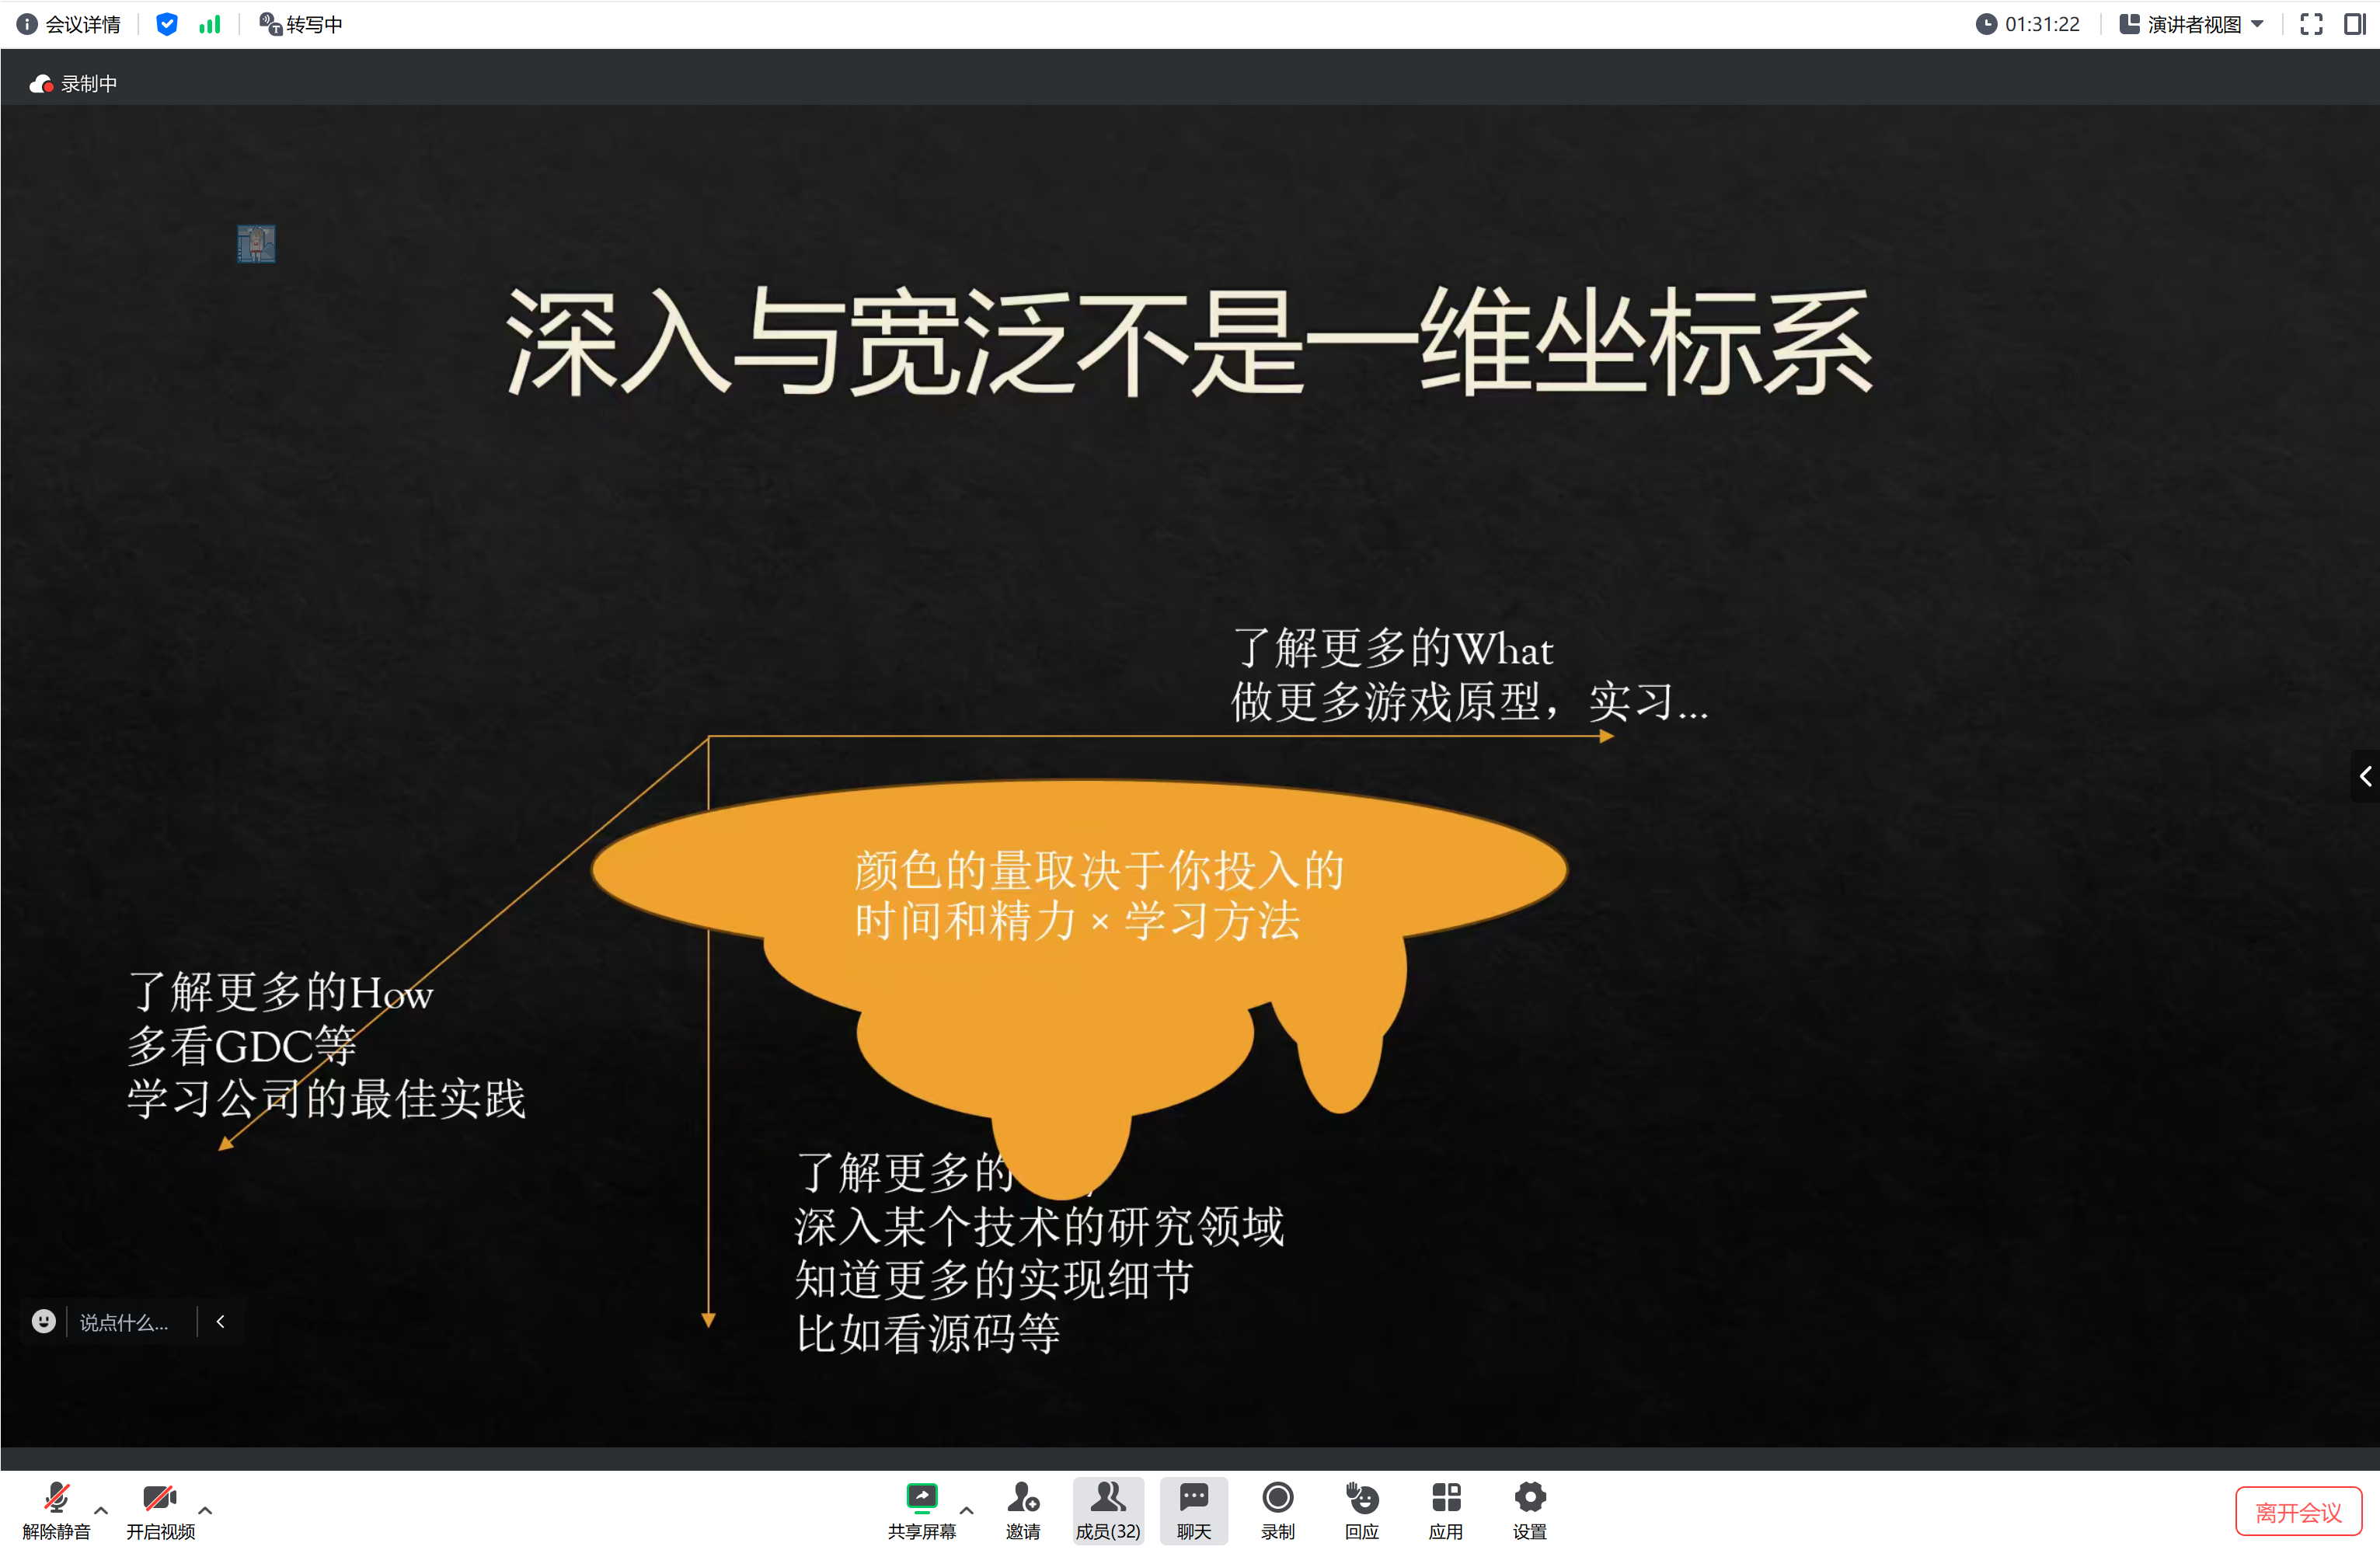 会议详情
转写中
01:31:22
演讲者视图
录制中
深入与宽泛不是一维坐标系
了解更多的What
做更多游戏原型，实习...
颜色的量取决于你投入的
时间和精力 × 学习方法
了解更多的How
多看GDC等
学习公司的最佳实践
了解更多的
深入某个技术的研究领域
知道更多的实现细节
比如看源码等
说点什么...
解除静音
开启视频
共享屏幕
邀请
成员(32)
聊天
录制
回应
应用
设置
离开会议